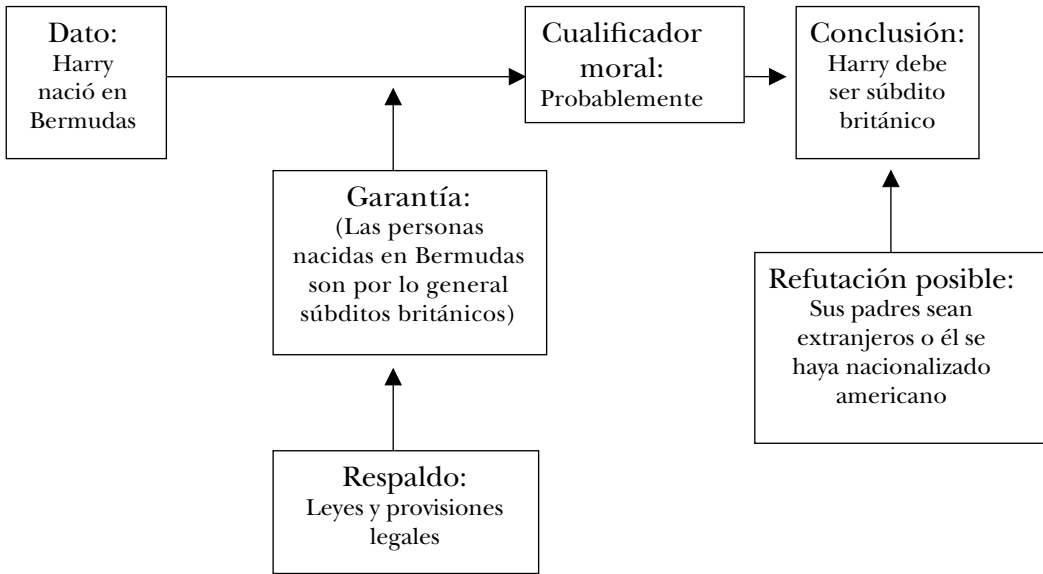 Dato:
Harry
nació en
Bermudas
Cualificador
moral:
Probablemente
Conclusión:
Harry debe
ser súbdito
británico
Garantía:
(Las personas
nacidas en Bermudas
son por lo general
súbditos británicos)
Refutación posible:
Sus padres sean
extranjeros o él se
haya nacionalizado
americano
Respaldo:
Leyes y provisiones
legales